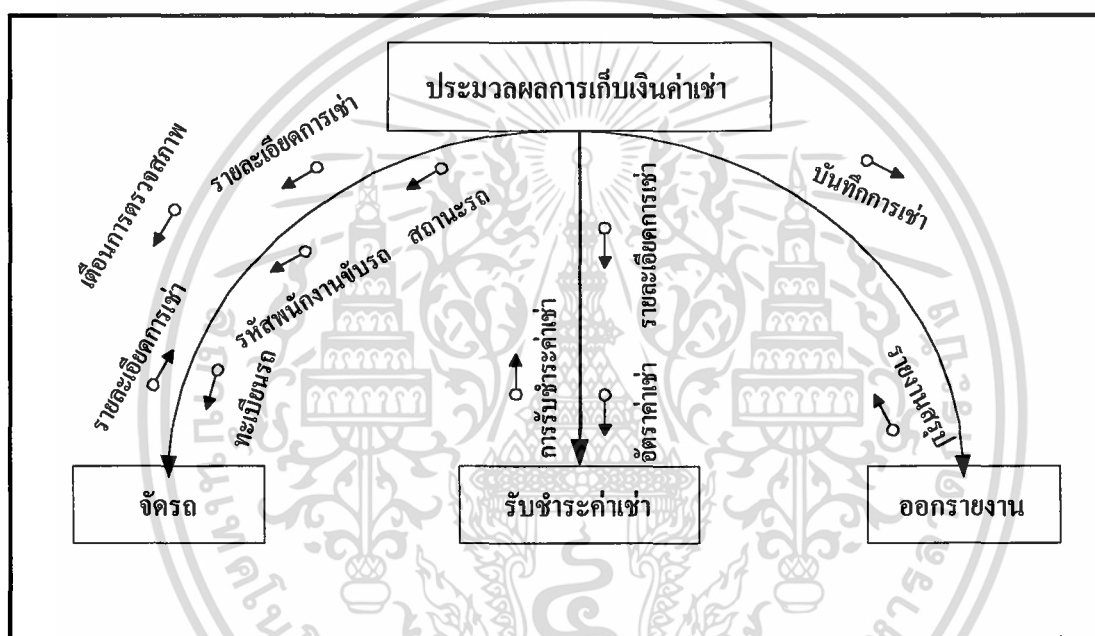 ประมวลผลการเก็บเงินค่าเช่า
เตือนการตรวจสภาพ
รายละเอียดการเช่า
สถานะรถ
รหัสพนักงานขับรถ
ทะเบียนรถ
รายละเอียดการเช่า
รายละเอียดการเช่า
อัตราค่าเช่า
การรับชำระค่าเช่า
บันทึกการเช่า
รายงานสรุป
จัดรถ
รับชำระค่าเช่า
ออกรายงาน